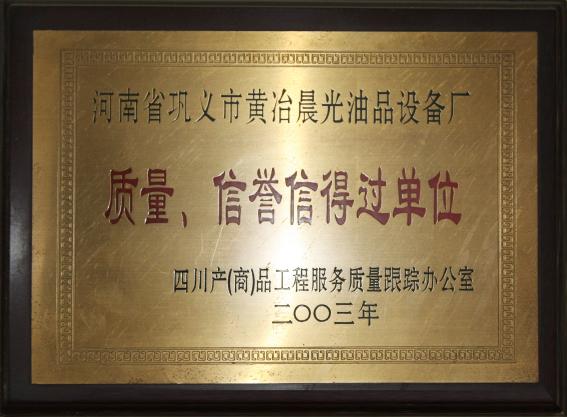 河南省巩义市黄冶晨光油品设备厂
质量、信誉信得过单位
四川产(商)品工程服务质量跟踪办公室
二〇〇三年